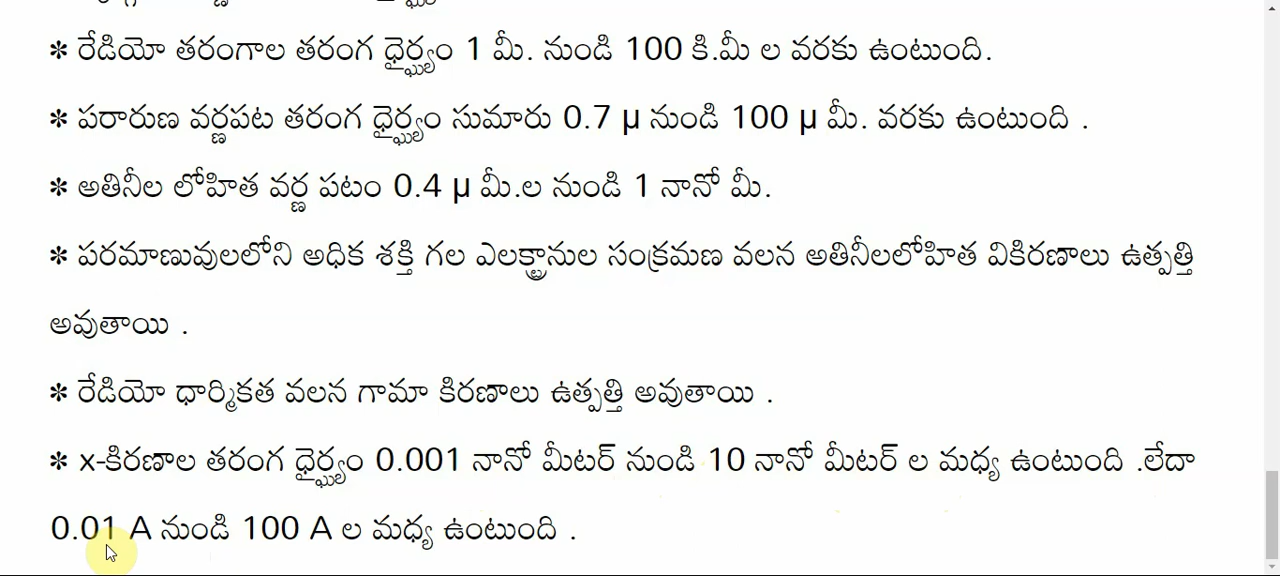 * రేడియో తరంగాల తరంగ ధైర్ఘ్యం 1 మీ. నుండి 100 కి.మీ ల వరకు ఉంటుంది.
* పరారుణ వర్ణపట తరంగ ధైర్ఘ్యం సుమారు 0.7 µ నుండి 100 µ మీ. వరకు ఉంటుంది .
* అతినీల లోహిత వర్ణ పటం 0.4 µ మీ.ల నుండి 1 నానో మీ.
* పరమాణువులలోని అధిక శక్తి గల ఎలక్ట్రానుల సంక్రమణ వలన అతినీలలోహిత వికిరణాలు ఉత్పత్తి
అవుతాయి .
* రేడియో ధార్మికత వలన గామా కిరణాలు ఉత్పత్తి అవుతాయి .
* x-కిరణాల తరంగ ధైర్ఘ్యం 0.001 నానో మీటర్ నుండి 10 నానో మీటర్ ల మధ్య ఉంటుంది .లేదా
0.01 A నుండి 100 A ల మధ్య ఉంటుంది .